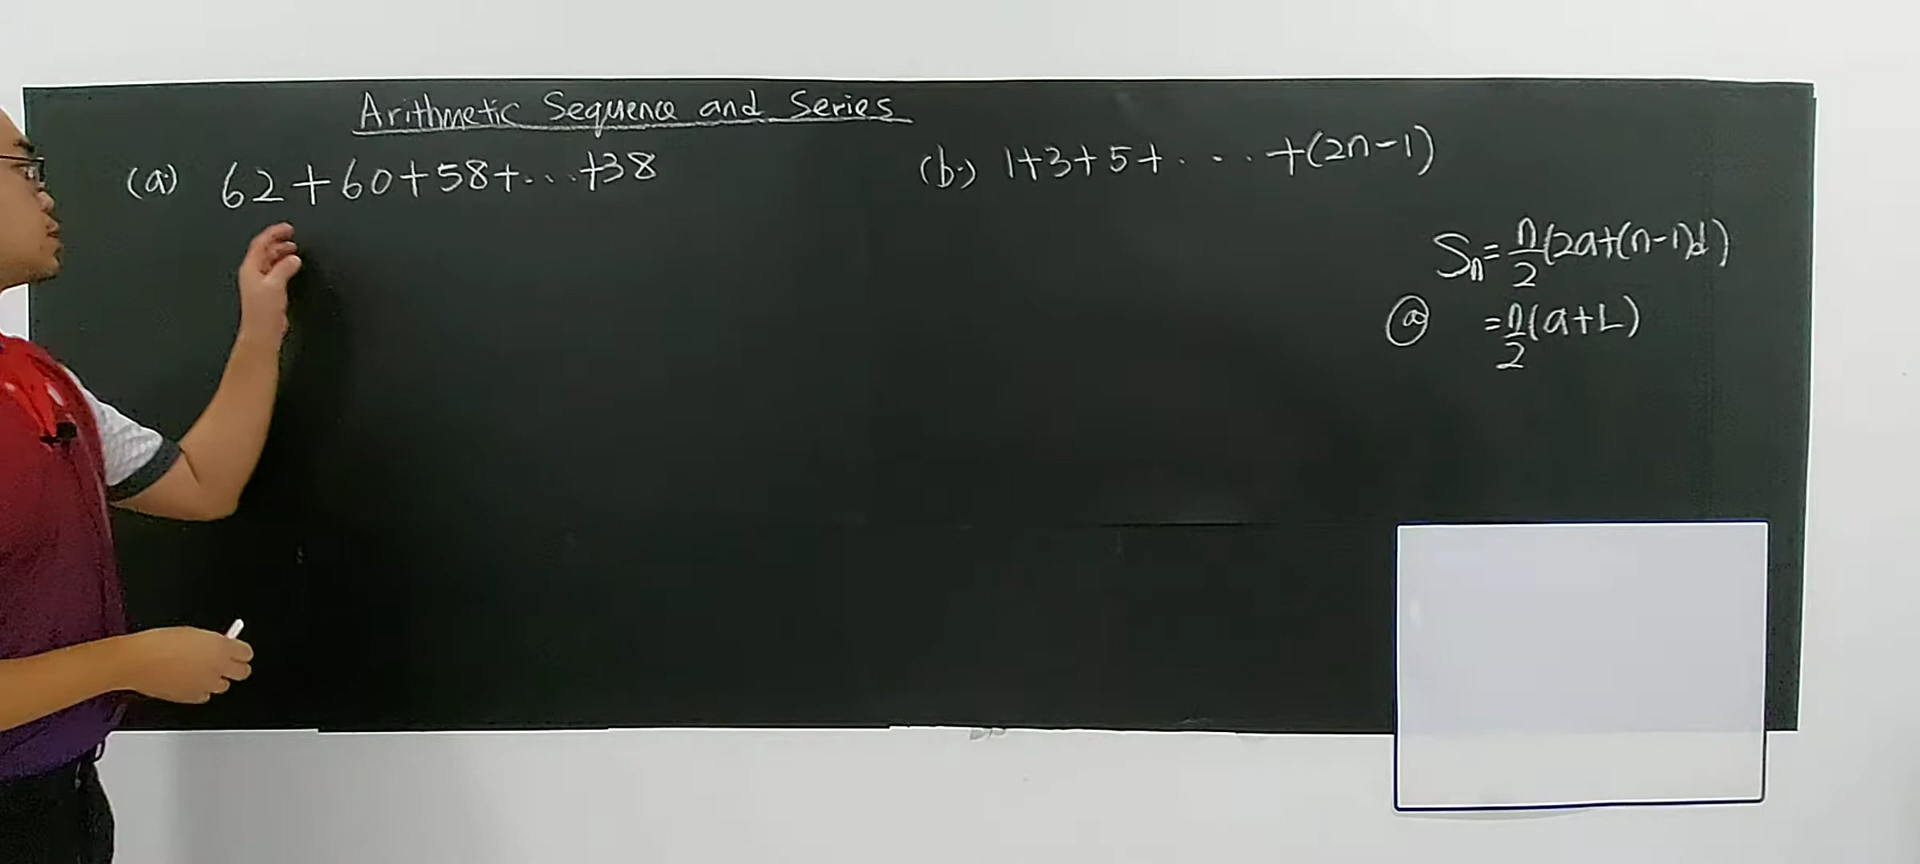 Arithmetic Sequence and Series
(a) 62+60+58+...+38
(b) 1+3+5+....+(2n-1)
Sn=n/2(2a+(n-1)d)
a =n/2(a+L)